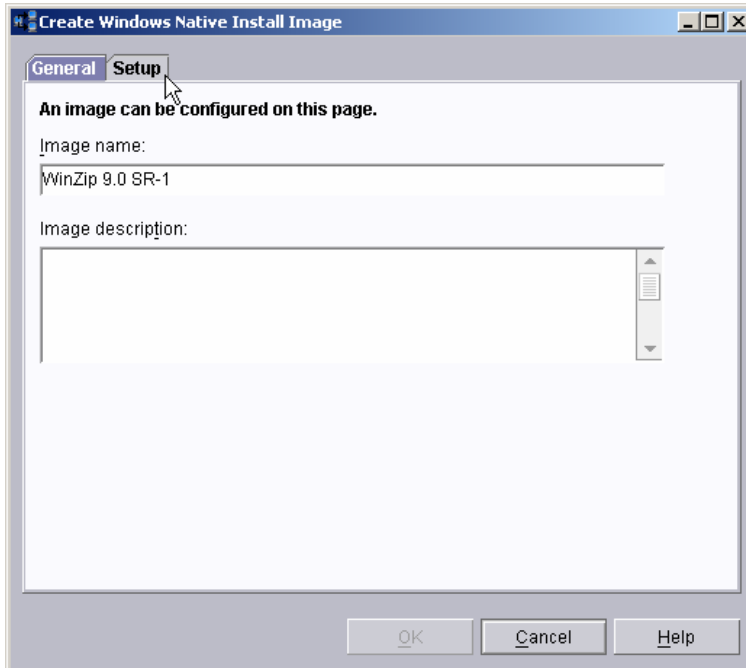 Create Windows Native Install Image
General Setup
An image can be configured on this page.
Image name:
WinZip 9.0 SR-1
Image description:
OK Cancel Help